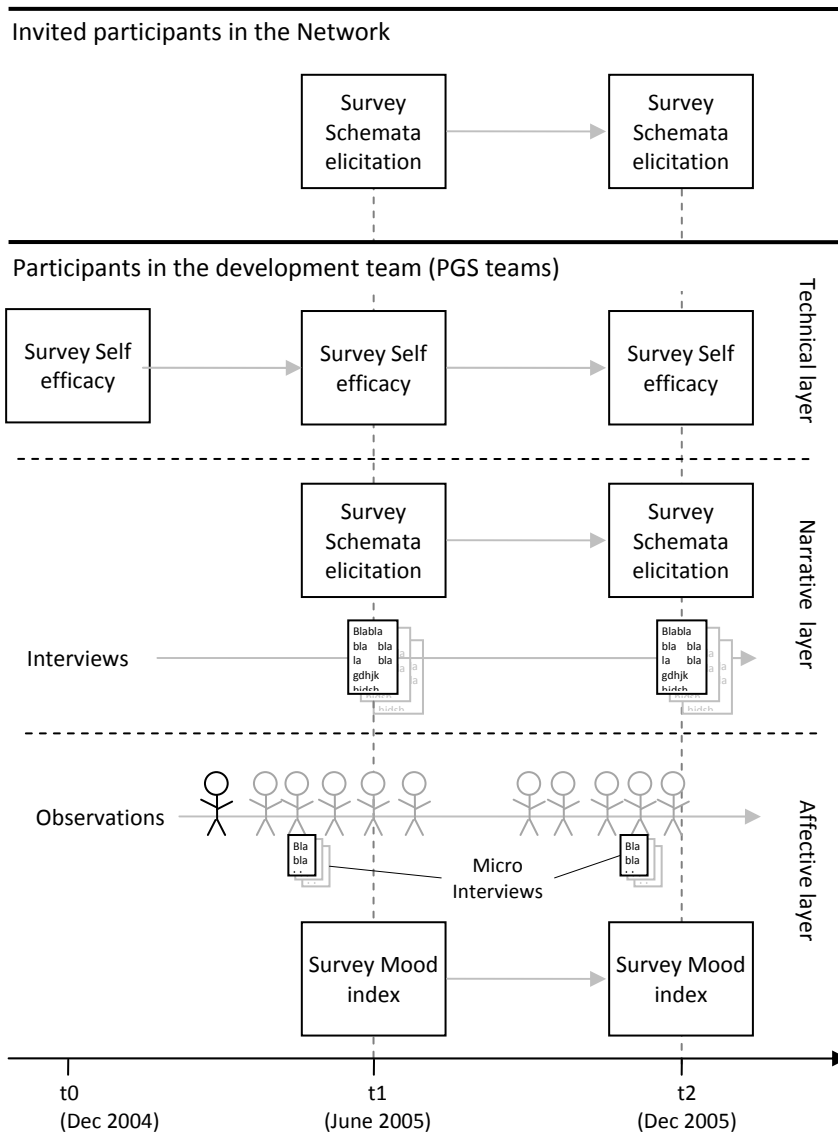 Invited participants in the Network
Survey
Schemata
elicitation
Survey
Schemata
elicitation
Participants in the development team (PGS teams)
Technical layer
Survey Self
efficacy
Survey Self
efficacy
Survey Self
efficacy
Narrative layer
Survey
Schemata
elicitation
Survey
Schemata
elicitation
Interviews
Blabla
bla bla
la bla
gdhjk
Blabla
bla bla
la bla
gdhjk
Affective layer
Observations
Bla
bla
Micro
Interviews
Bla
bla
Survey Mood
index
Survey Mood
index
t0
(Dec 2004)
t1
(June 2005)
t2
(Dec 2005)